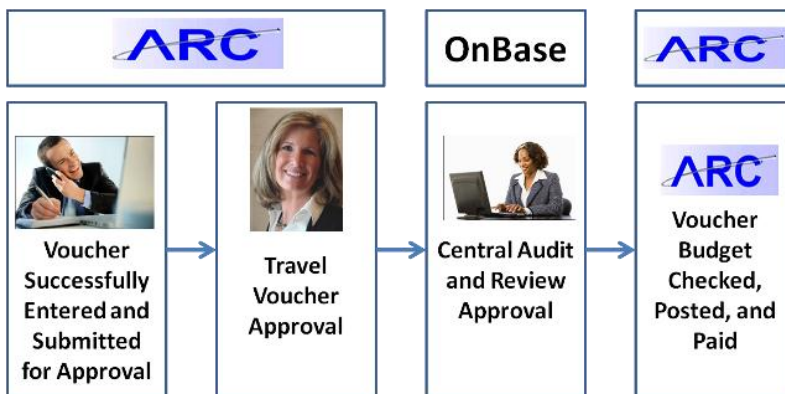 ARC
OnBase
ARC
Voucher
Successfully
Entered and
Submitted
for Approval
Travel
Voucher
Approval
Central Audit
and Review
Approval
ARC
Voucher
Budget
Checked,
Posted, and
Paid